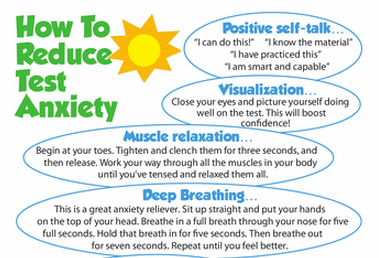 How To
Reduce
Test
Anxiety
Positive self-talk...
"I can do this!" "I know the material"
"I have practiced this"
"I am smart and capable"
Visualization...
Close your eyes and picture yourself doing
well on the test. This will boost
confidence!
Muscle relaxation...
Begin at your toes. Tighten and clench them for three seconds, and
then release. Work your way through all the muscles in your body
until you've tensed and relaxed them all.
Deep Breathing...
This is a great anxiety reliever. Sit up straight and put your hands
on the top of your head. Breathe in a full breath through your nose for five
full seconds. Hold that breath in for five seconds. Then breathe out
for seven seconds. Repeat until you feel better.